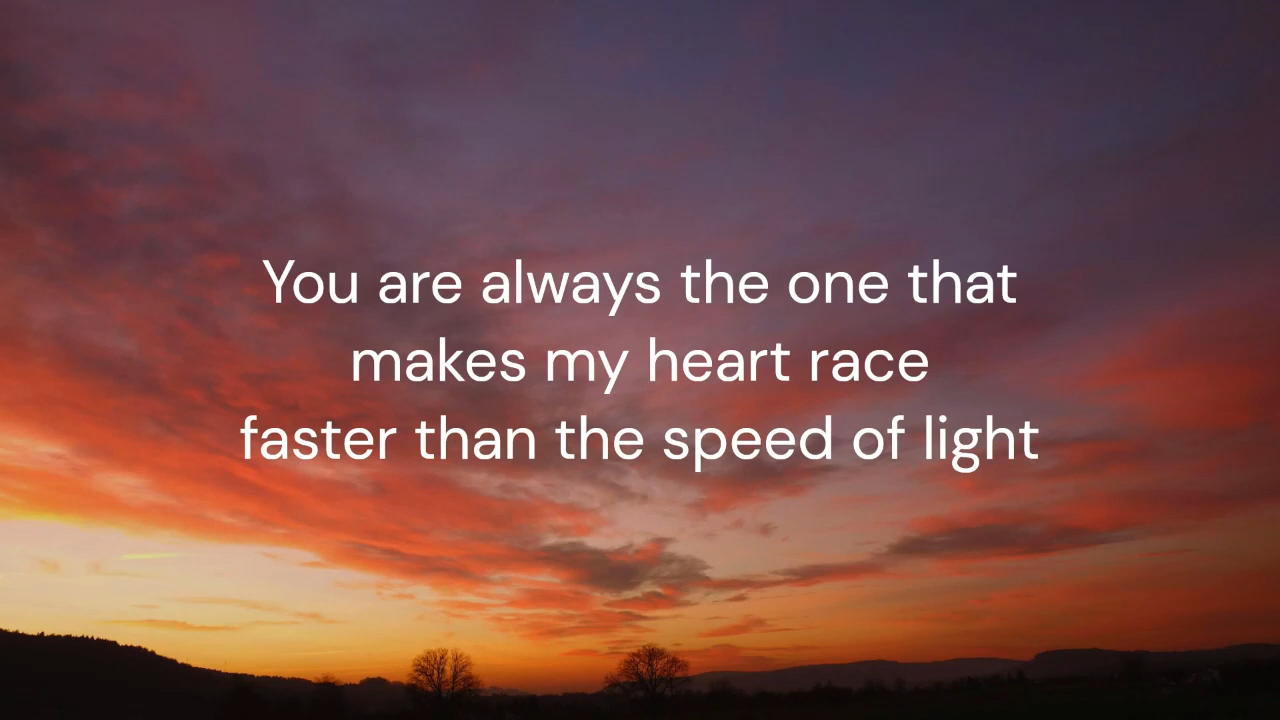 You are always the one that
makes my heart race
faster than the speed of light